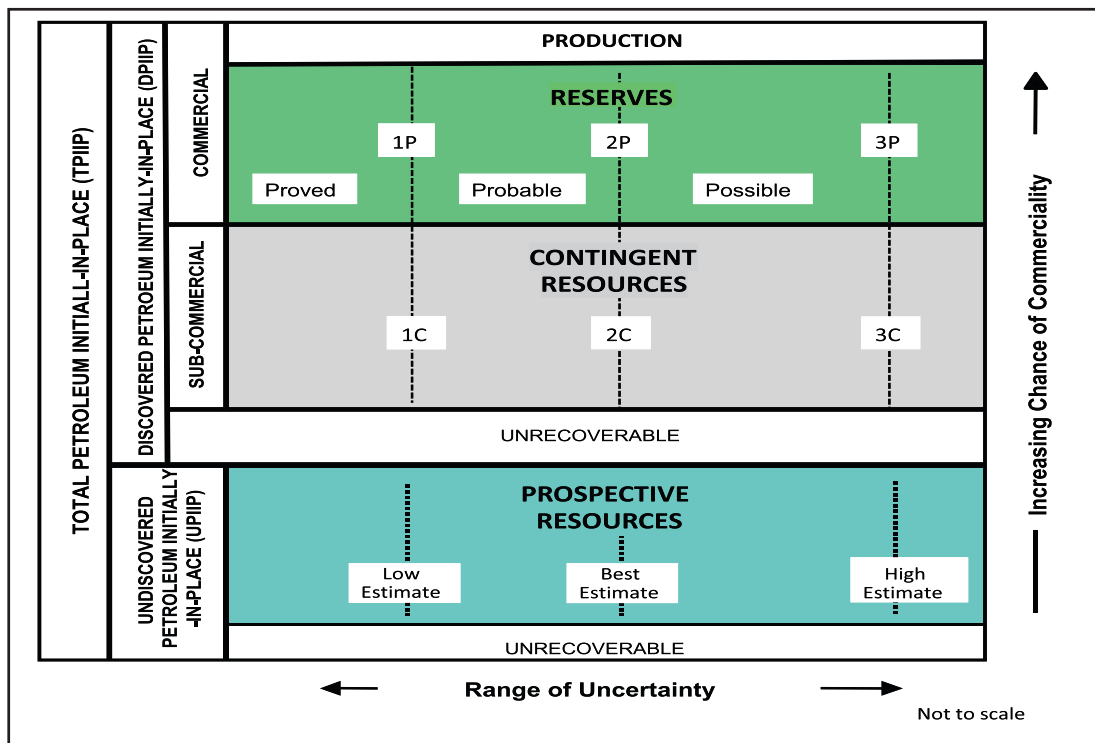 TOTAL PETROLEUM INITIALL-IN-PLACE (TPIIP)
DISCOVERED PETROEUM INITIALLY-IN-PLACE (DPIIP)
COMMERCIAL
PRODUCTION
RESERVES
1P
2P
3P
Proved
Probable
Possible
SUB-COMMERCIAL
CONTINGENT
RESOURCES
1C
2C
3C
UNRECOVERABLE
UNDISCOVERED
PETROLEUM INITIALLY
-IN-PLACE (UPIIP)
PROSPECTIVE
RESOURCES
Low
Estimate
Best
Estimate
High
Estimate
UNRECOVERABLE
Increasing Chance of Commerciality
Range of Uncertainty
Not to scale